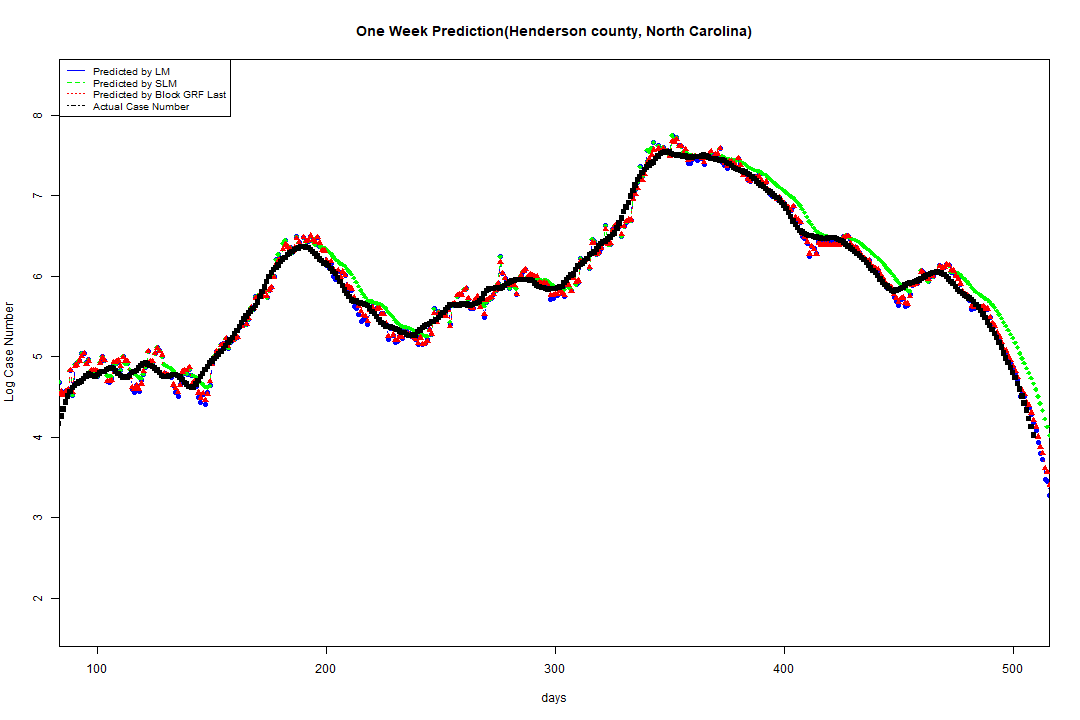 One Week Prediction(Henderson county, North Carolina)
Predicted by LM
Predicted by SLM
Predicted by Block GRF Last
Actual Case Number
8
7
6
5
4
3
2
Log Case Number
100 200 300 400 500
days